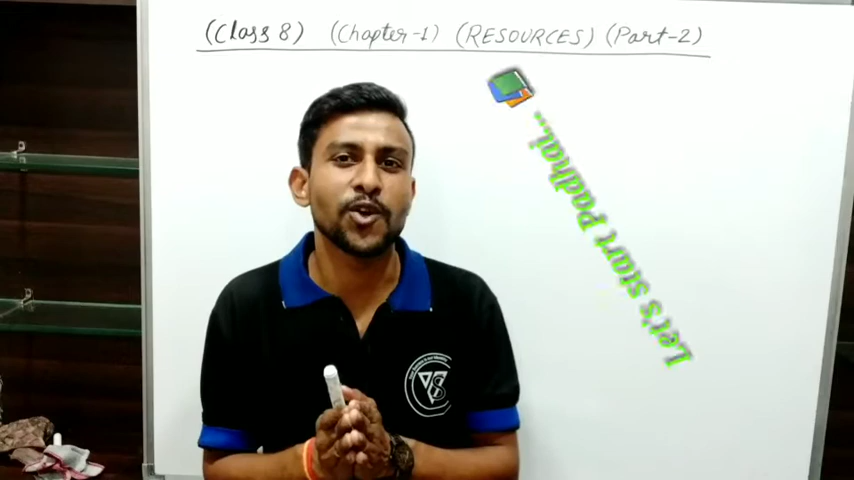 (Class 8) (Chapter-1) (RESOURCES) (Part-2)
Let's start Padhai...